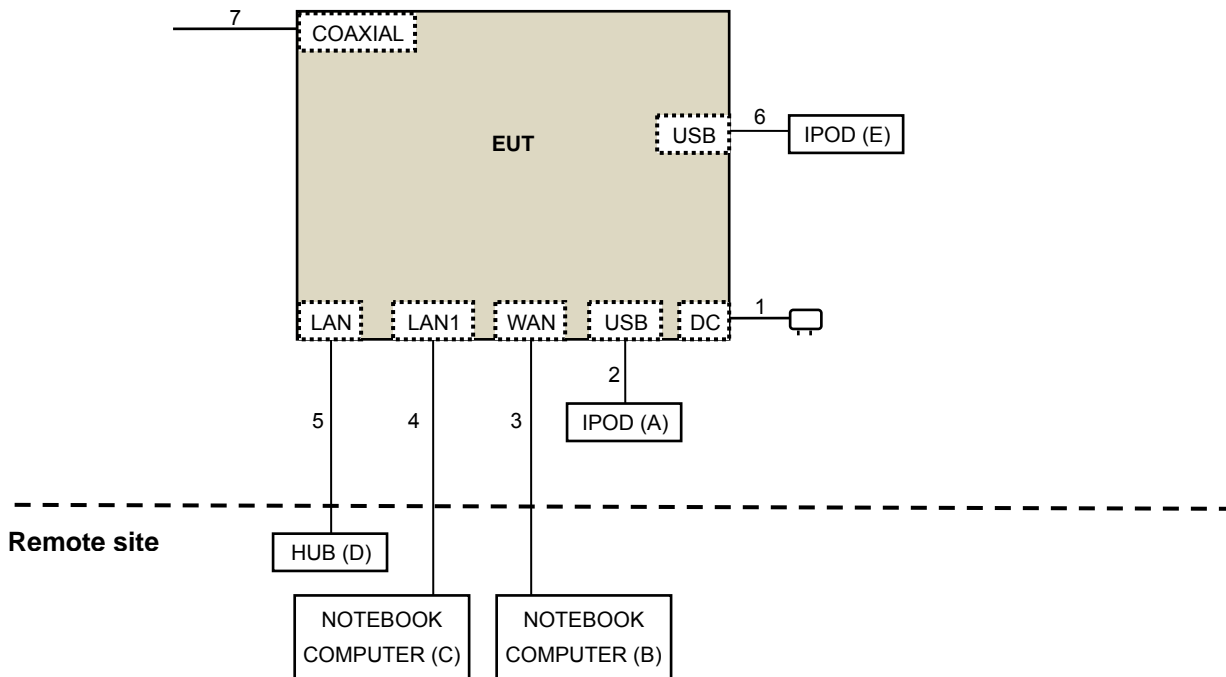 7
COAXIAL
6
USB
IPOD (E)
EUT
1
LAN
LAN1
WAN
USB
DC
2
5
4
3
IPOD (A)
Remote site
HUB (D)
NOTEBOOK
COMPUTER (C)
NOTEBOOK
COMPUTER (B)